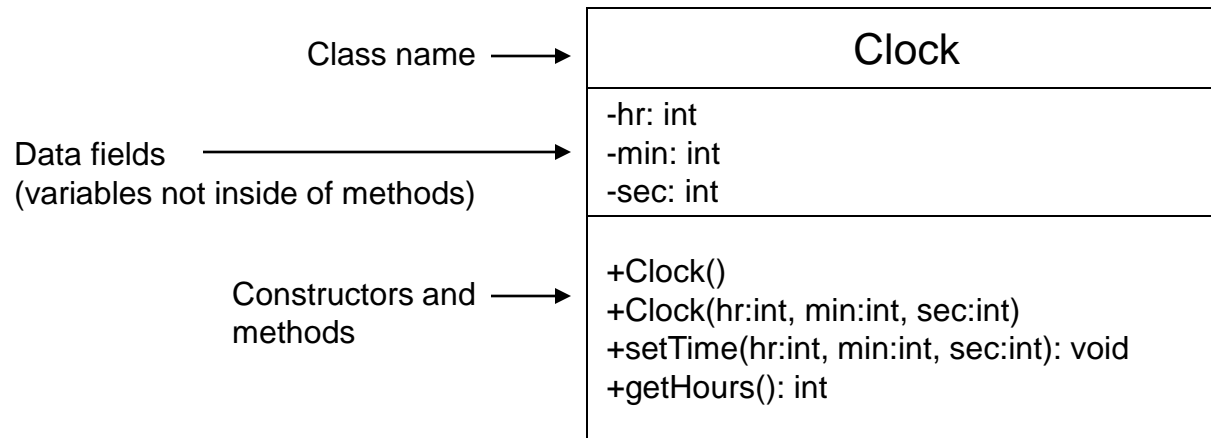 Class name
Clock
Data fields
(variables not inside of methods)
-hr: int
-min: int
-sec: int
Constructors and
methods
+Clock()
+Clock(hr:int, min:int, sec:int)
+setTime(hr:int, min:int, sec:int): void
+getHours(): int